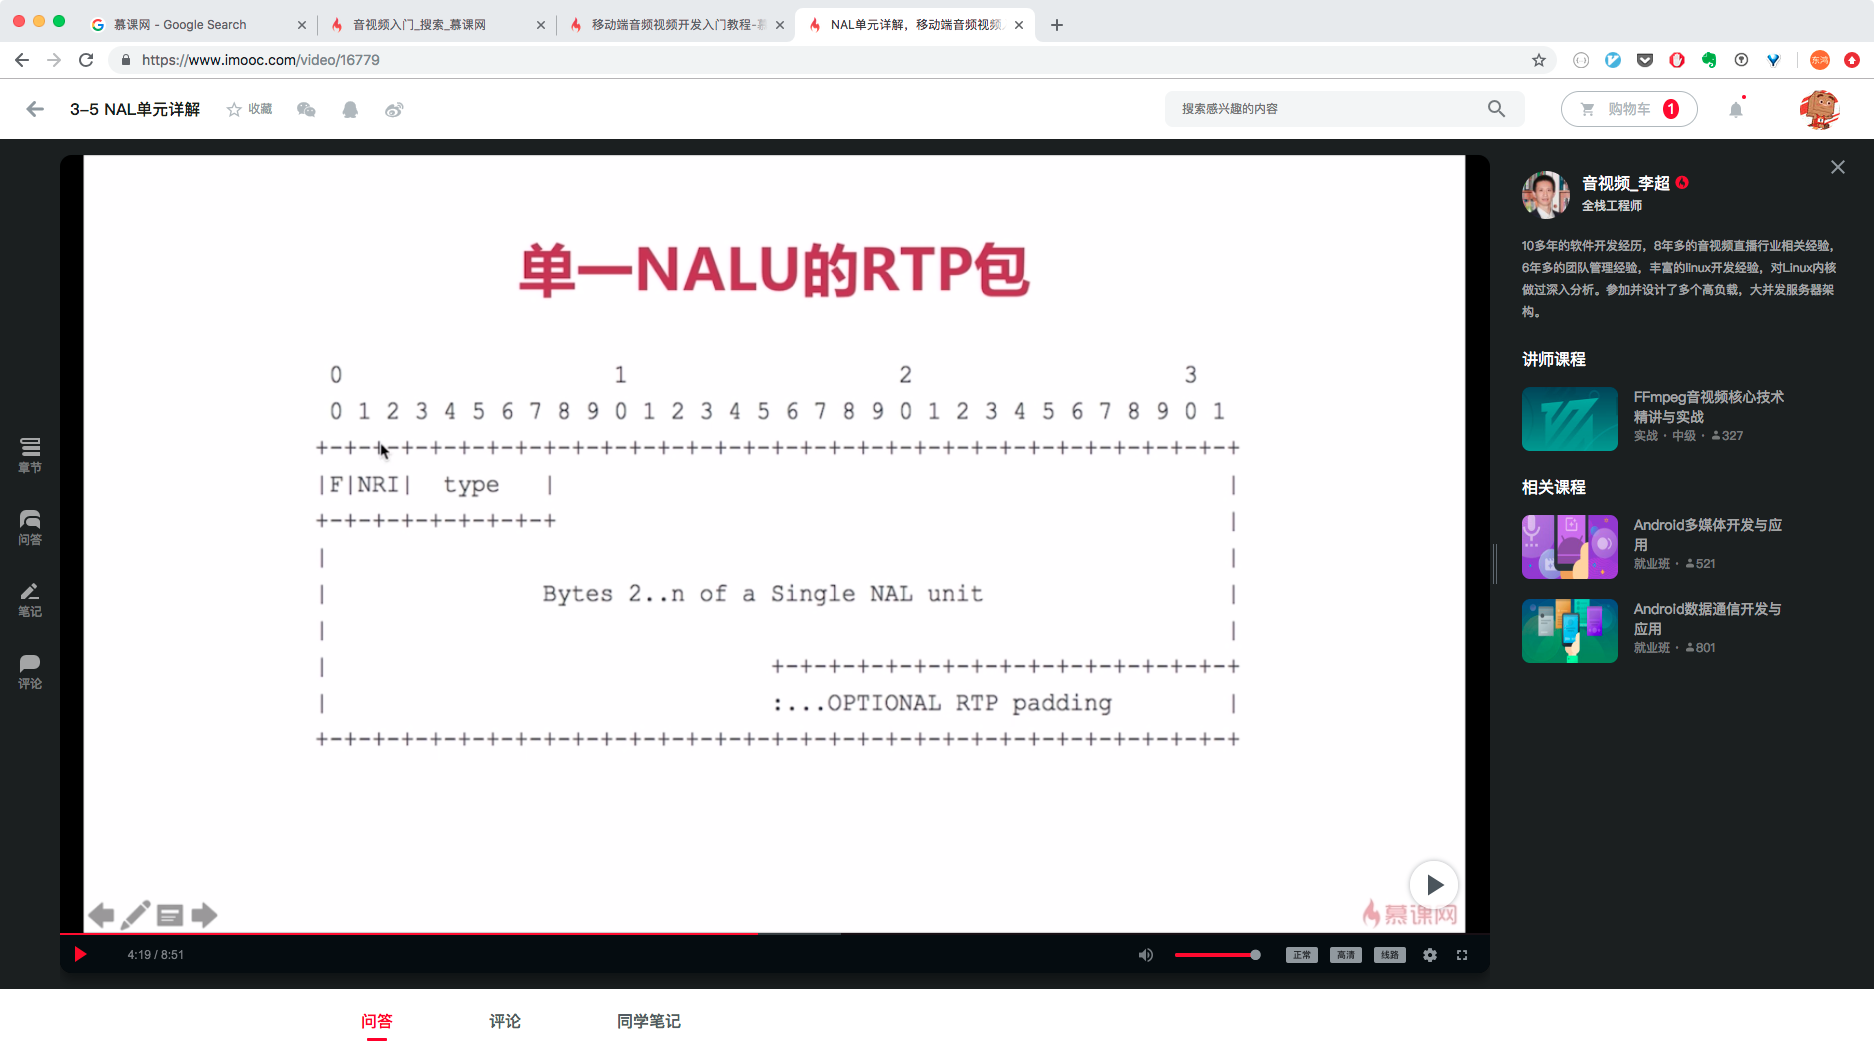 慕课网 - Google Search
音视频入门_搜索_慕课网
移动端音频视频开发入门教程-慕
NAL单元详解，移动端音频视频
https://www.imooc.com/video/16779
东鸿
3-5 NAL单元详解
收藏
搜索感兴趣的内容
购物车 1
单一NALU的RTP包
0 1 2 3
0 1 2 3 4 5 6 7 8 9 0 1 2 3 4 5 6 7 8 9 0 1 2 3 4 5 6 7 8 9 0 1
+-+-+-+-+-+-+-+-+-+-+-+-+-+-+-+-+-+-+-+-+-+-+-+-+-+-+-+-+-+-+-+-+
|F|NRI| type | |
+-+-+-+-+-+-+-+-+ |
| |
| Bytes 2..n of a Single NAL unit |
| |
| +-+-+-+-+-+-+-+-+-+-+-+-+-+-+-+-+
| :...OPTIONAL RTP padding |
+-+-+-+-+-+-+-+-+-+-+-+-+-+-+-+-+-+-+-+-+-+-+-+-+-+-+-+-+-+-+-+-+
慕课网
4:19 / 8:51
正常
高清
线路
章节
问答
笔记
评论
音视频_李超
全栈工程师
10多年的软件开发经历，8年多的音视频直播行业相关经验，
6年多的团队管理经验，丰富的linux开发经验，对Linux内核
做过深入分析。参加并设计了多个高负载，大并发服务器架
构。
讲师课程
FFmpeg音视频核心技术
精讲与实战
实战 · 中级 · 327
相关课程
Android多媒体开发与应
用
就业班 · 521
Android数据通信开发与
应用
就业班 · 801
问答
评论
同学笔记